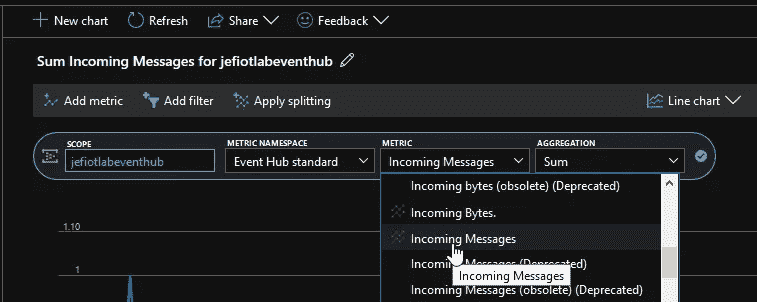 New chart Refresh Share Feedback
Sum Incoming Messages for jefiotlabeventhub
Add metric Add filter Apply splitting Line chart
SCOPE METRIC NAMESPACE METRIC AGGREGATION
jefiotlabeventhub Event Hub standard Incoming Messages Sum
Incoming bytes (obsolete) (Deprecated)
Incoming Bytes.
1.10 Incoming Messages
Messages (Deprecated)
1 Incoming Messages
Incoming Messages (obsolete) (Deprecated)